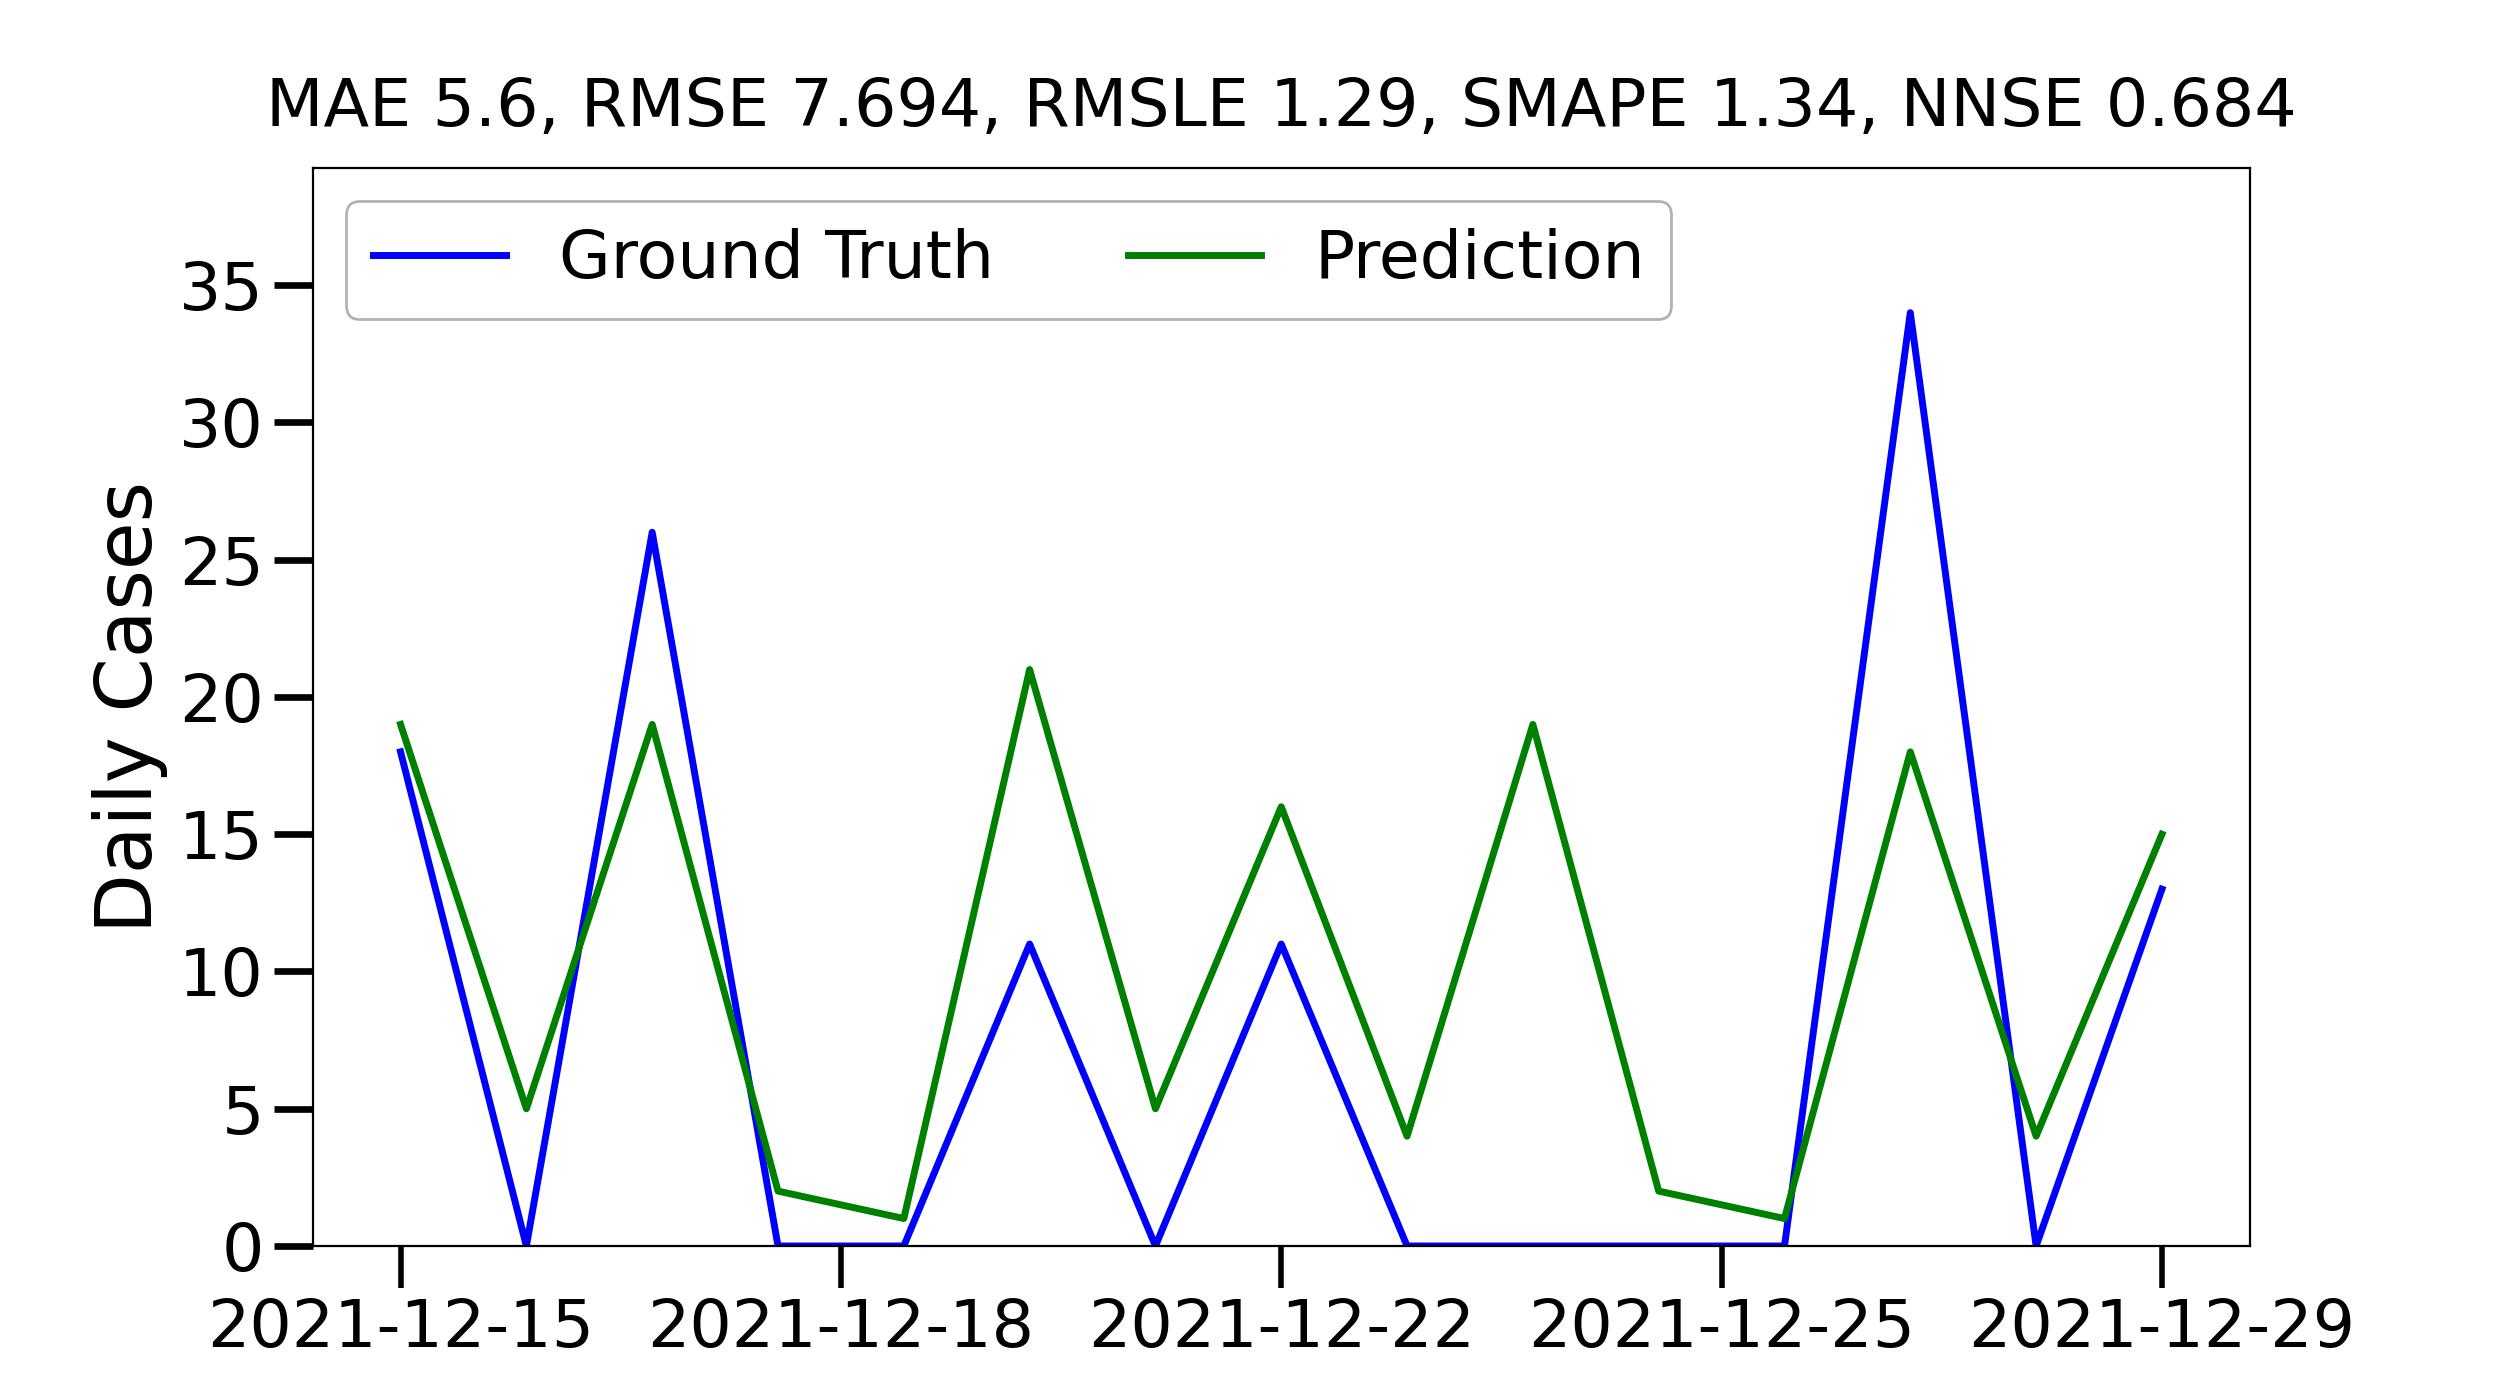 MAE 5.6, RMSE 7.694, RMSLE 1.29, SMAPE 1.34, NNSE 0.684
Ground Truth Prediction
35
30
25
20
15
10
5
0
Daily Cases
2021-12-15 2021-12-18 2021-12-22 2021-12-25 2021-12-29